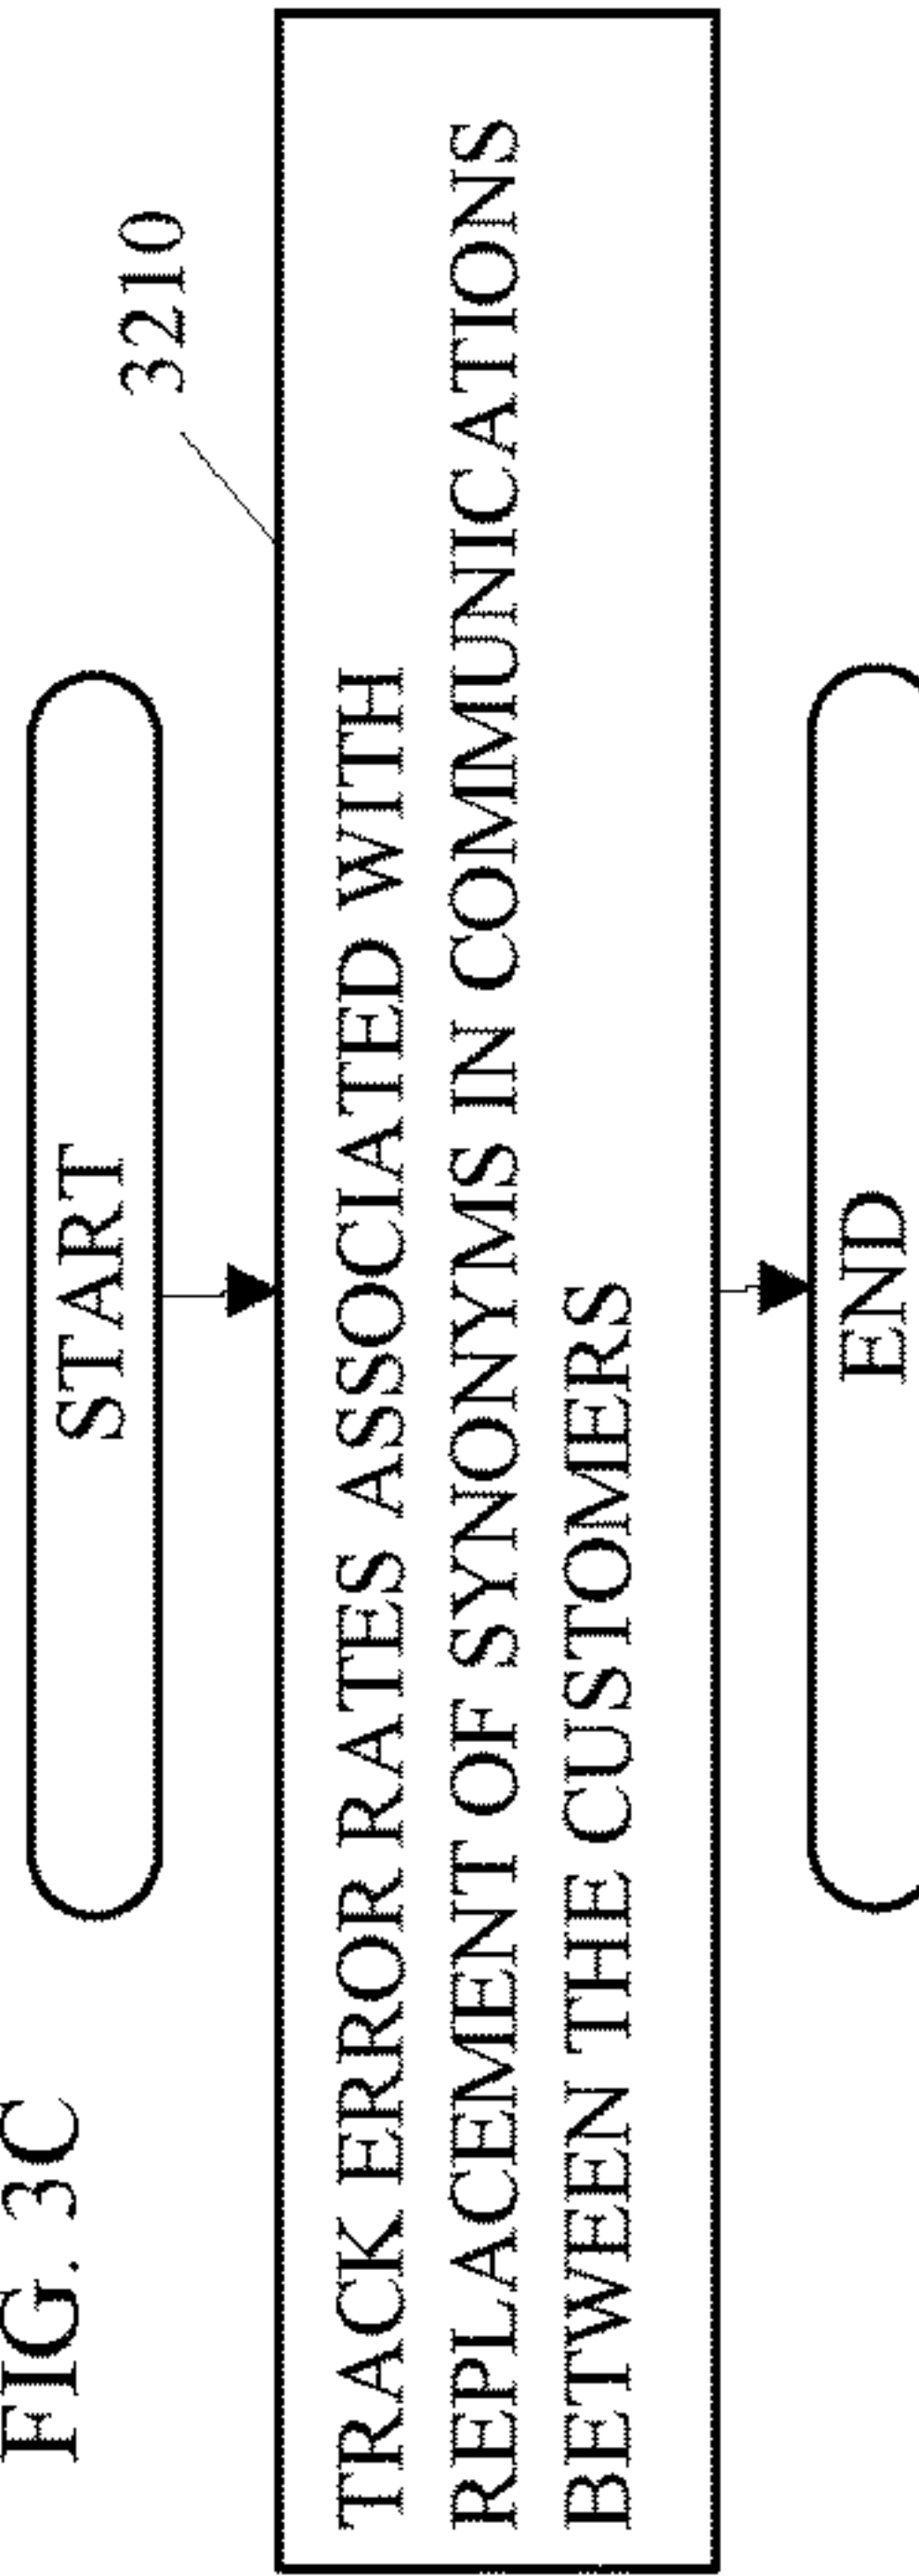 FIG. 3C
START
3210
TRACK ERROR RATES ASSOCIATED WITH
REPLACEMENT OF SYNONYMS IN COMMUNICATIONS
BETWEEN THE CUSTOMERS
END